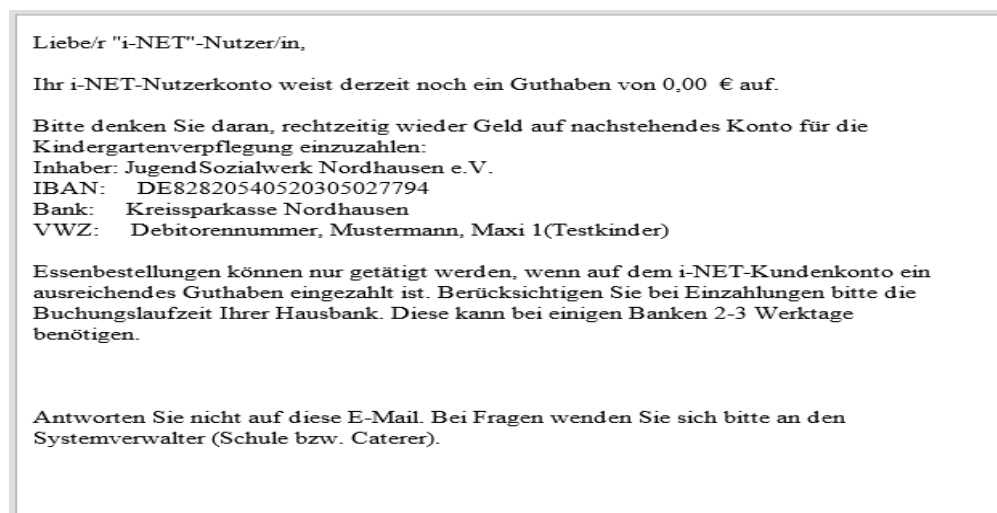 Liebe/r "i-NET"-Nutzer/in,
Ihr i-NET-Nutzerkonto weist derzeit noch ein Guthaben von 0,00 € auf.
Bitte denken Sie daran, rechtzeitig wieder Geld auf nachstehendes Konto für die
Kindergartenverpflegung einzuzahlen:
Inhaber: JugendSozialwerk Nordhausen e.V.
IBAN: DE82820540520305027794
Bank: Kreissparkasse Nordhausen
VWZ: Debitorennummer, Mustermann, Maxi 1(Testkinder)
Essenbestellungen können nur getätigt werden, wenn auf dem i-NET-Kundenkonto ein
ausreichendes Guthaben eingezahlt ist. Berücksichtigen Sie bei Einzahlungen bitte die
Buchungslaufzeit Ihrer Hausbank. Diese kann bei einigen Banken 2-3 Werktage
benötigen.
Antworten Sie nicht auf diese E-Mail. Bei Fragen wenden Sie sich bitte an den
Systemverwalter (Schule bzw. Caterer).